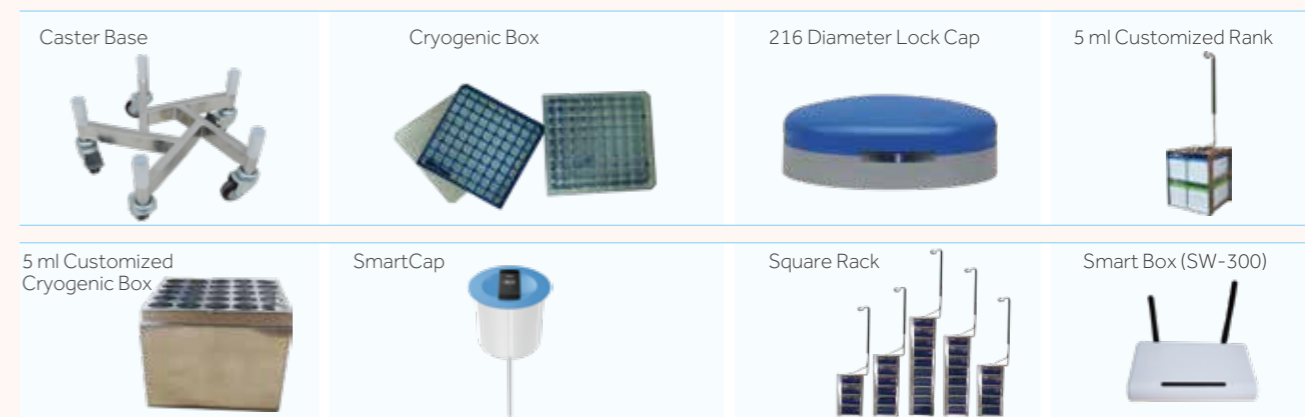 Caster Base
Cryogenic Box
216 Diameter Lock Cap
5 ml Customized Rank
5 ml Customized
Cryogenic Box
SmartCap
Square Rack
Smart Box (SW-300)